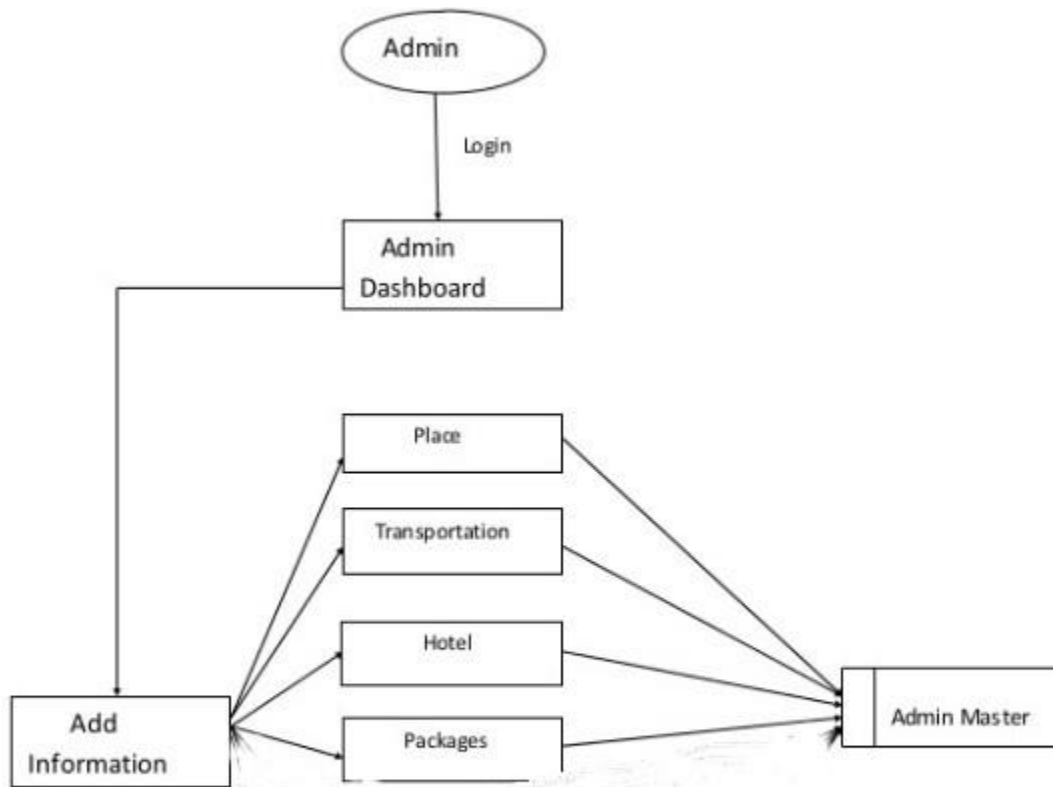 Admin
Login
Admin
Dashboard
Place
Transportation
Hotel
Add
Information
Packages
Admin Master